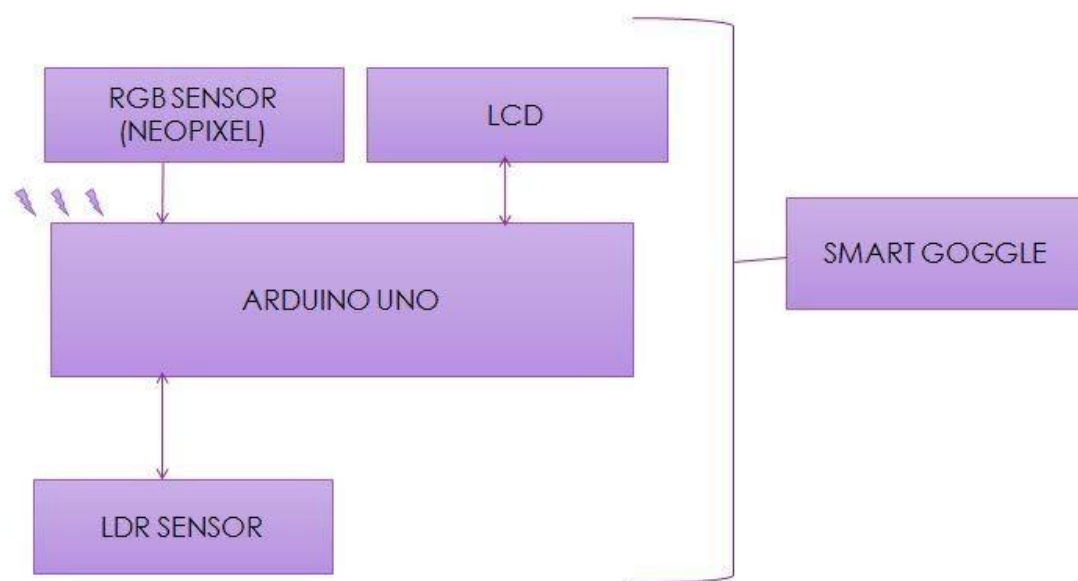 RGB SENSOR
(NEOPIXEL)
LCD
ARDUINO UNO
SMART GOGGLE
LDR SENSOR